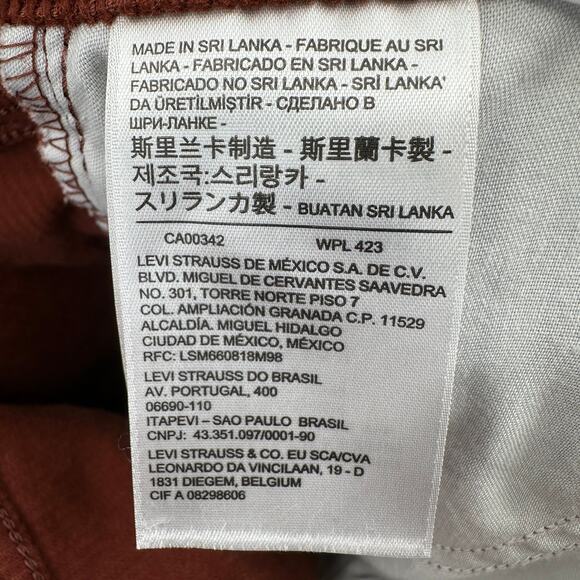 MADE IN SRI LANKA - FABRIQUE AU SRI
LANKA - FABRICADO EN SRI LANKA -
FABRICADO NO SRI LANKA - SRİ LANKA'
DA ÜRETİLMİŞTİR - СДЕЛАНО В
ШРИ-ЛАНКЕ -
斯里兰卡制造 - 斯里蘭卡製 -
제조국:스리랑카 -
スリランカ製 - BUATAN SRI LANKA
CA00342 WPL 423
LEVI STRAUSS DE MÉXICO S.A. DE C.V.
BLVD. MIGUEL DE CERVANTES SAAVEDRA
NO. 301, TORRE NORTE PISO 7
COL. AMPLIACIÓN GRANADA C.P. 11529
ALCALDÍA. MIGUEL HIDALGO
CIUDAD DE MÉXICO, MÉXICO
RFC: LSM660818M98
LEVI STRAUSS DO BRASIL
AV. PORTUGAL, 400
06690-110
ITAPEVI – SAO PAULO BRASIL
CNPJ: 43.351.097/0001-90
LEVI STRAUSS & CO. EU SCA/CVA
LEONARDO DA VINCILAAN, 19 - D
1831 DIEGEM, BELGIUM
CIF A 08298606